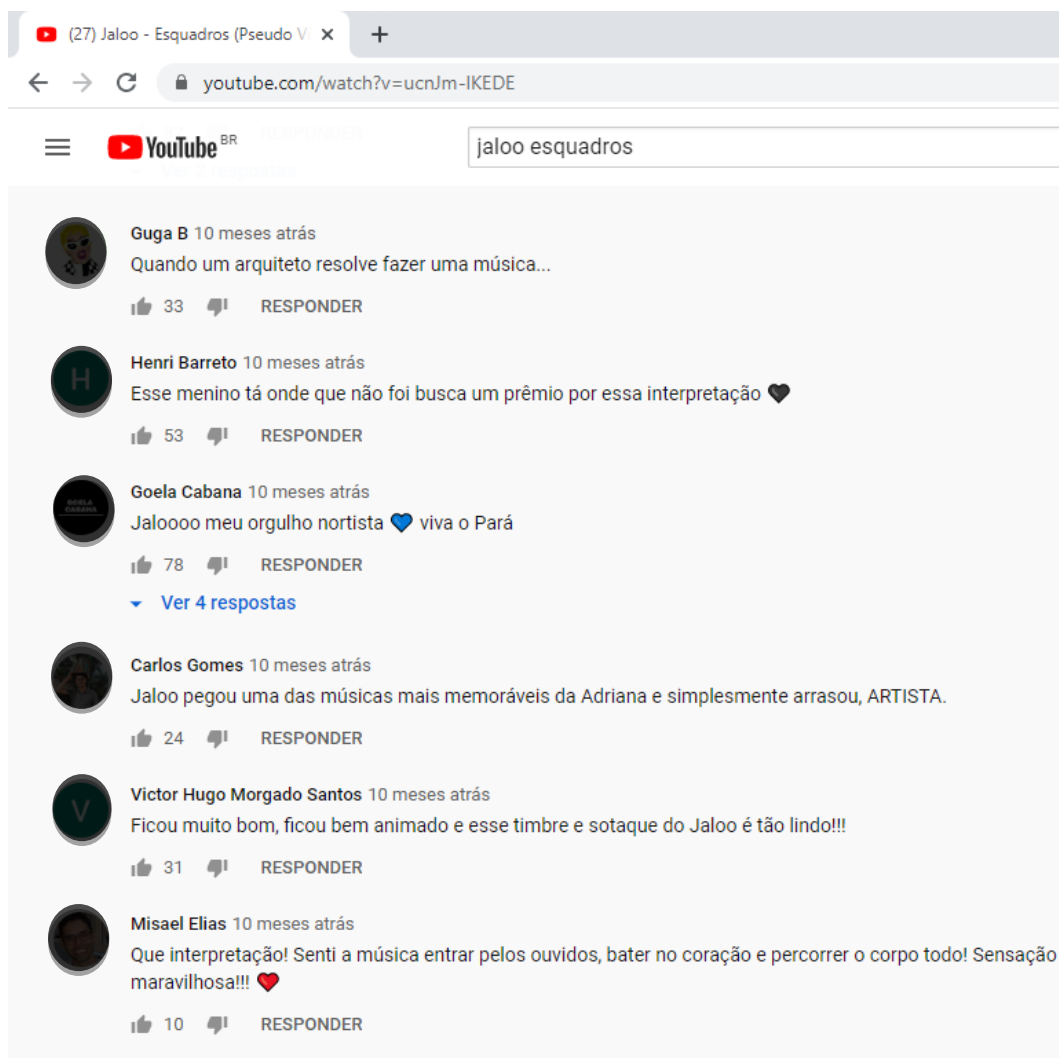 (27) Jaloo - Esquadros (Pseudo V
youtube.com/watch?v=ucnJm-IKEDE
YouTube BR
jaloo esquadros
Guga B 10 meses atrás
Quando um arquiteto resolve fazer uma música...
33 RESPONDER
H
Henri Barreto 10 meses atrás
Esse menino tá onde que não foi busca um prêmio por essa interpretação 🖤
53 RESPONDER
GOELA
CABANA
Goela Cabana 10 meses atrás
Jaloooo meu orgulho nortista 💙 viva o Pará
78 RESPONDER
Ver 4 respostas
Carlos Gomes 10 meses atrás
Jaloo pegou uma das músicas mais memoráveis da Adriana e simplesmente arrasou, ARTISTA.
24 RESPONDER
V
Victor Hugo Morgado Santos 10 meses atrás
Ficou muito bom, ficou bem animado e esse timbre e sotaque do Jaloo é tão lindo!!!
31 RESPONDER
Misael Elias 10 meses atrás
Que interpretação! Senti a música entrar pelos ouvidos, bater no coração e percorrer o corpo todo! Sensação
maravilhosa!!! ❤️
10 RESPONDER